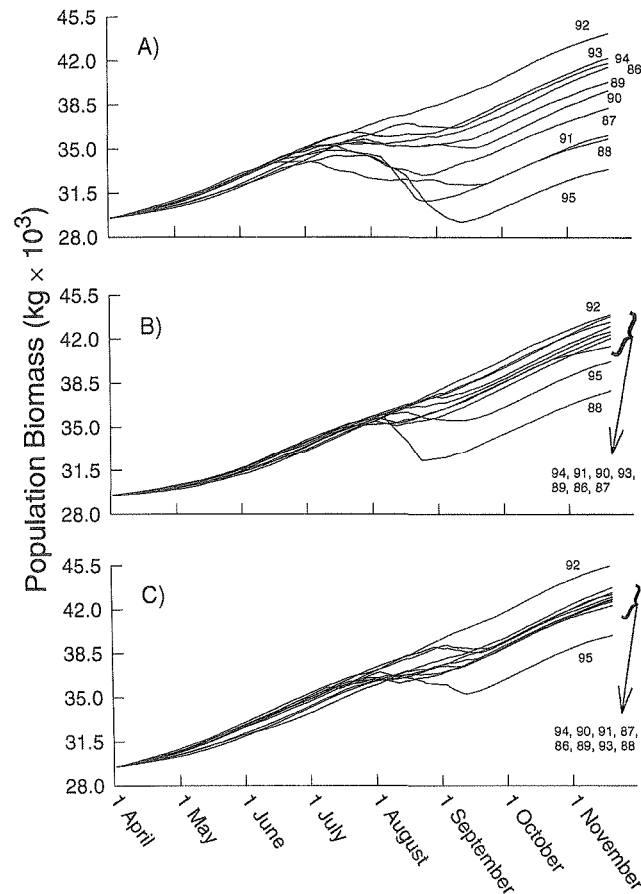 Population Biomass (kg × 10³)
A)
45.5
42.0
38.5
35.0
31.5
28.0
92
93
94
86
89
90
87
91
88
95
B)
45.5
42.0
38.5
35.0
31.5
28.0
92
95
88
94, 91, 90, 93,
89, 86, 87
C)
45.5
42.0
38.5
35.0
31.5
28.0
92
95
94, 90, 91, 87,
86, 89, 93, 88
1 April
1 May
1 June
1 July
1 August
1 September
1 October
1 November